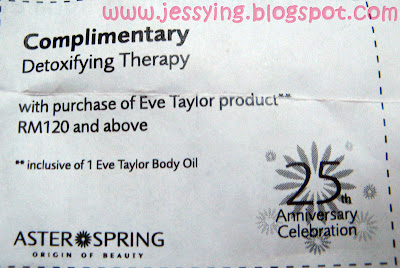 www.jessying.blogspot.com
Complimentary
Detoxifying Therapy
with purchase of Eve Taylor product**
RM120 and above
** inclusive of 1 Eve Taylor Body Oil
25th
Anniversary
Celebration
ASTER SPRING
ORIGIN OF BEAUTY